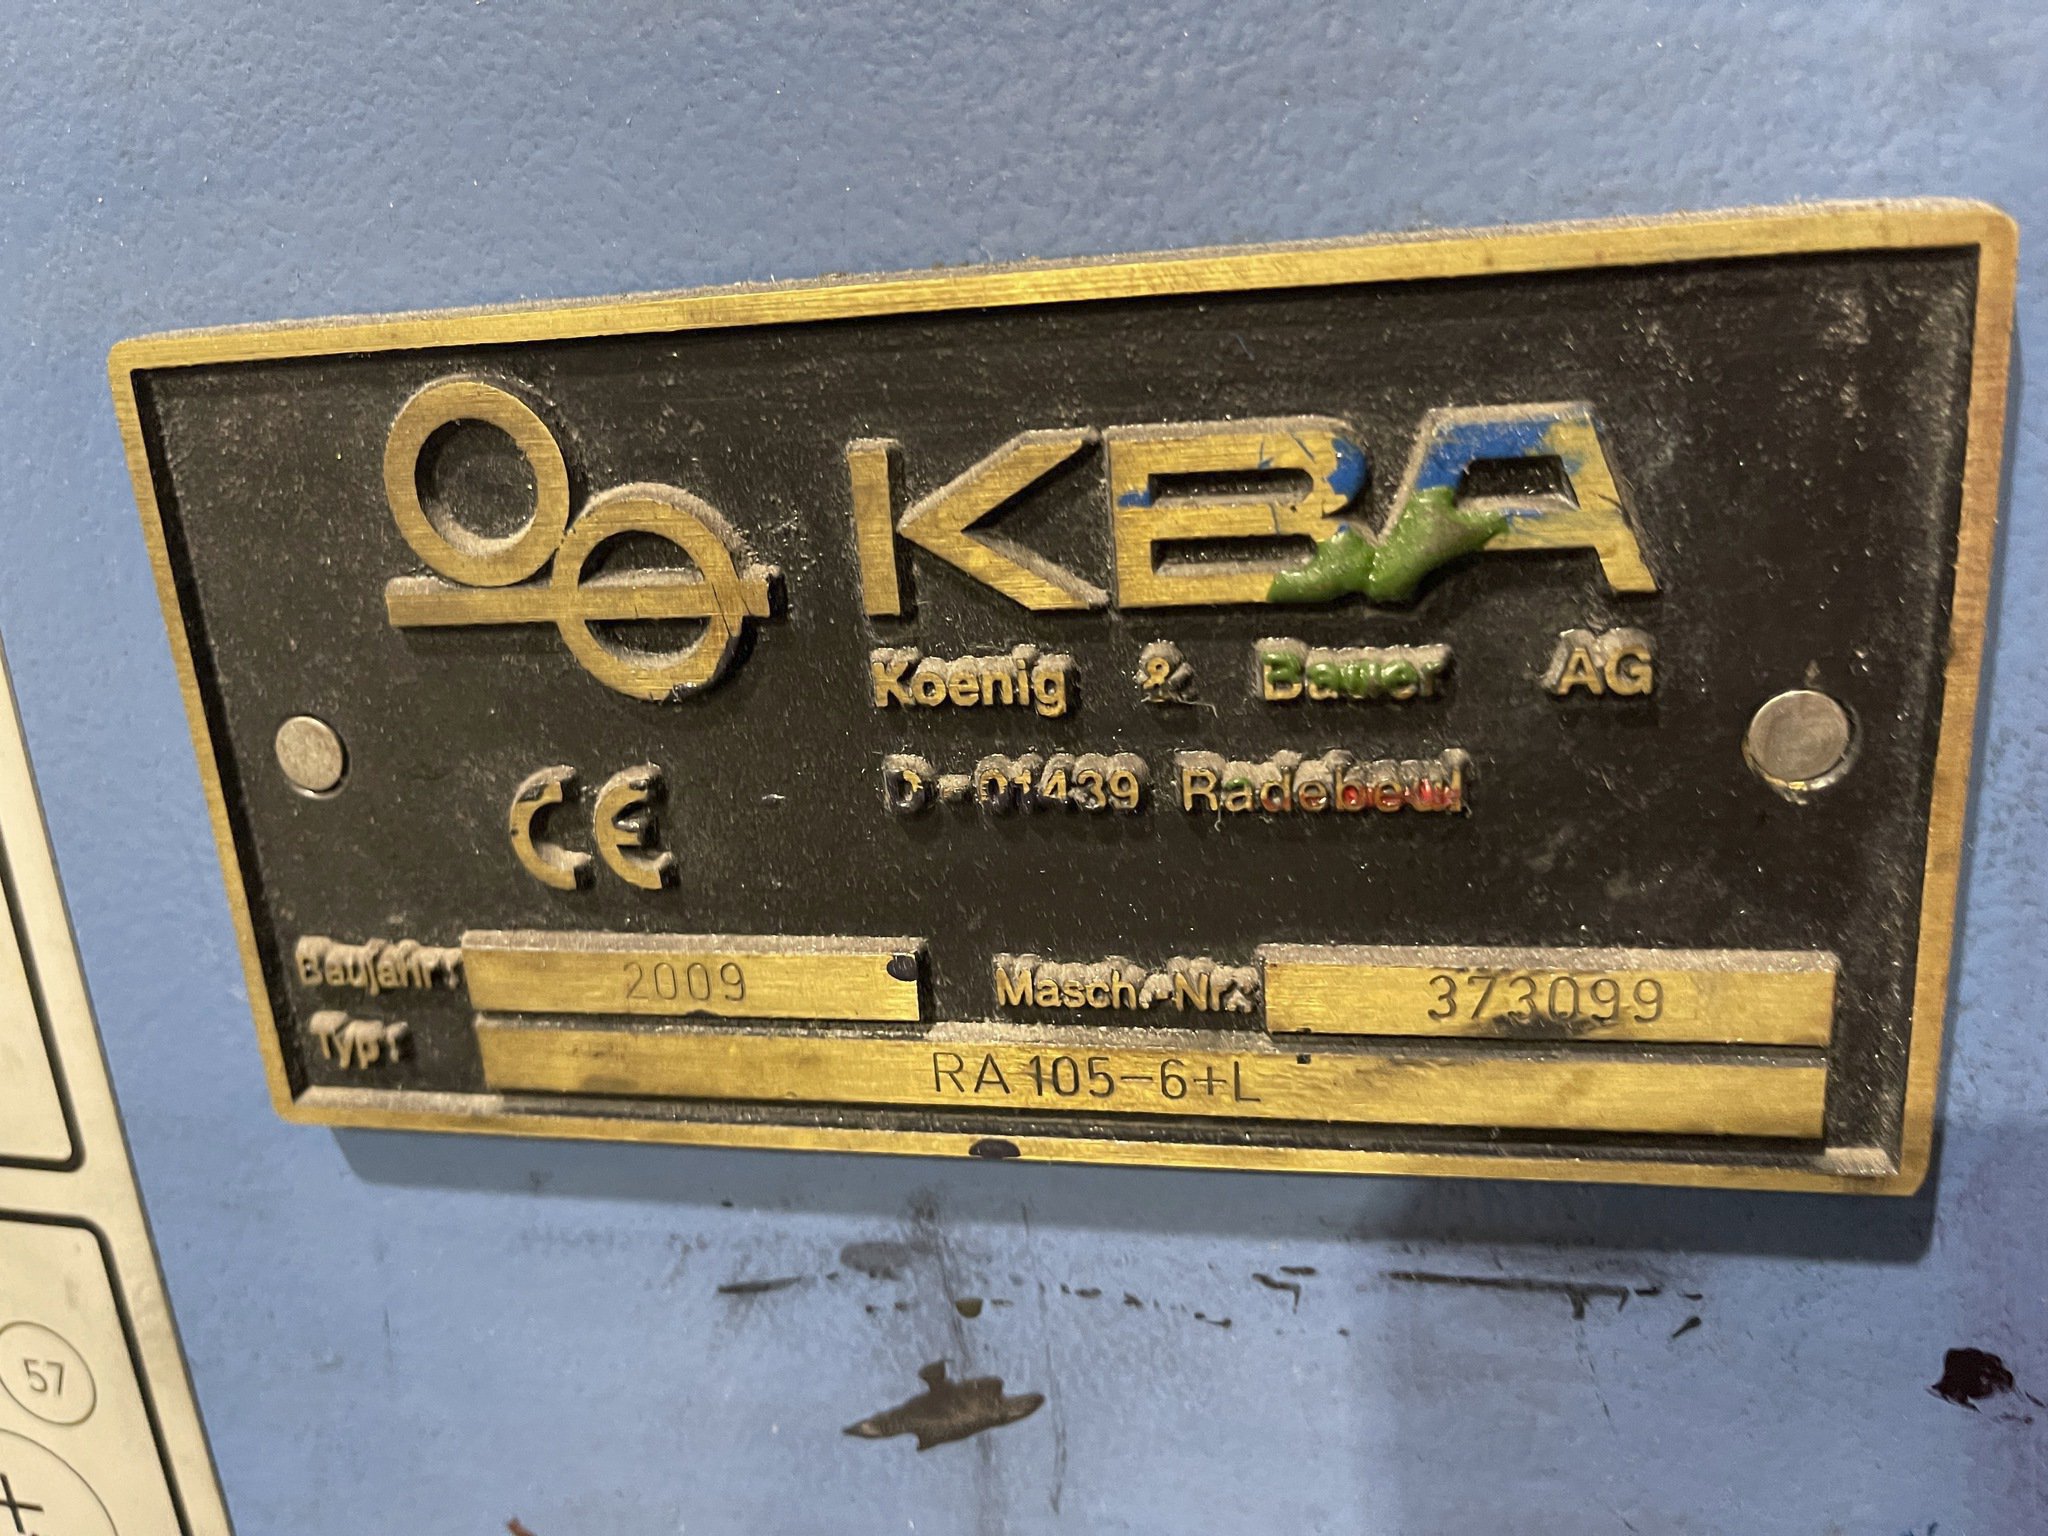 KBA
Koenig & Bauer AG
D-01439 Radebeul
CE
Baujahr: 2009 Masch.-Nr.: 373099
Typ: RA 105-6+L
57
+